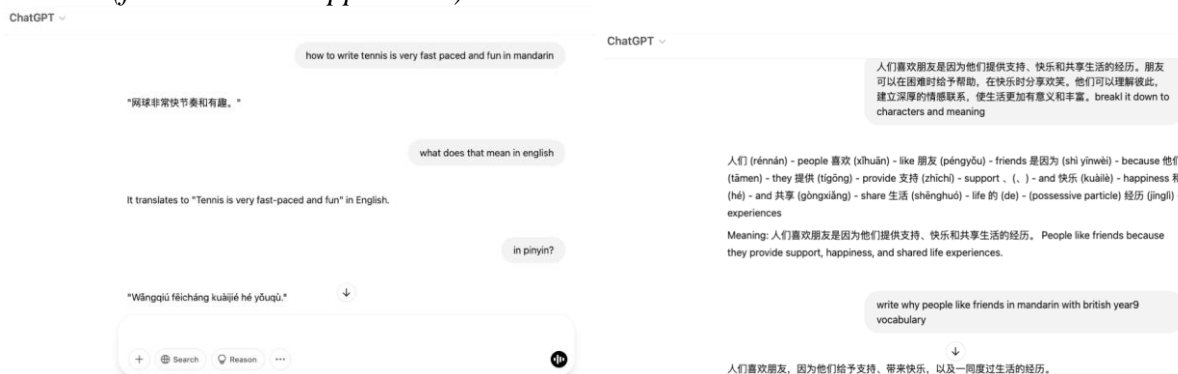 ChatGPT
how to write tennis is very fast paced and fun in mandarin
"网球非常快节奏和有趣。"
what does that mean in english
It translates to "Tennis is very fast-paced and fun" in English.
in pinyin?
"Wǎngqiú fēicháng kuàijié hé yǒuqù."
Search Reason
ChatGPT
人们喜欢朋友是因为他们提供支持、快乐和共享生活的经历。朋友
可以在困难时给予帮助，在快乐时分享欢笑。他们可以理解彼此，
建立深厚的情感联系，使生活更加有意义和丰富。breakl it down to
characters and meaning
人们 (rénnán) - people 喜欢 (xǐhuān) - like 朋友 (péngyǒu) - friends 是因为 (shì yīnwèi) - because 他们
(tāmen) - they 提供 (tígōng) - provide 支持 (zhīchí) - support 、(、) - and 快乐 (kuàilè) - happiness 和
(hé) - and 共享 (gòngxiǎng) - share 生活 (shēnghuó) - life 的 (de) - (possessive particle) 经历 (jīnglì) -
experiences
Meaning: 人们喜欢朋友是因为他们提供支持、快乐和共享生活的经历。 People like friends because
they provide support, happiness, and shared life experiences.
write why people like friends in mandarin with british year9
vocabulary
人们喜欢朋友，因为他们给予支持、带来快乐，以及一同度过生活的经历。